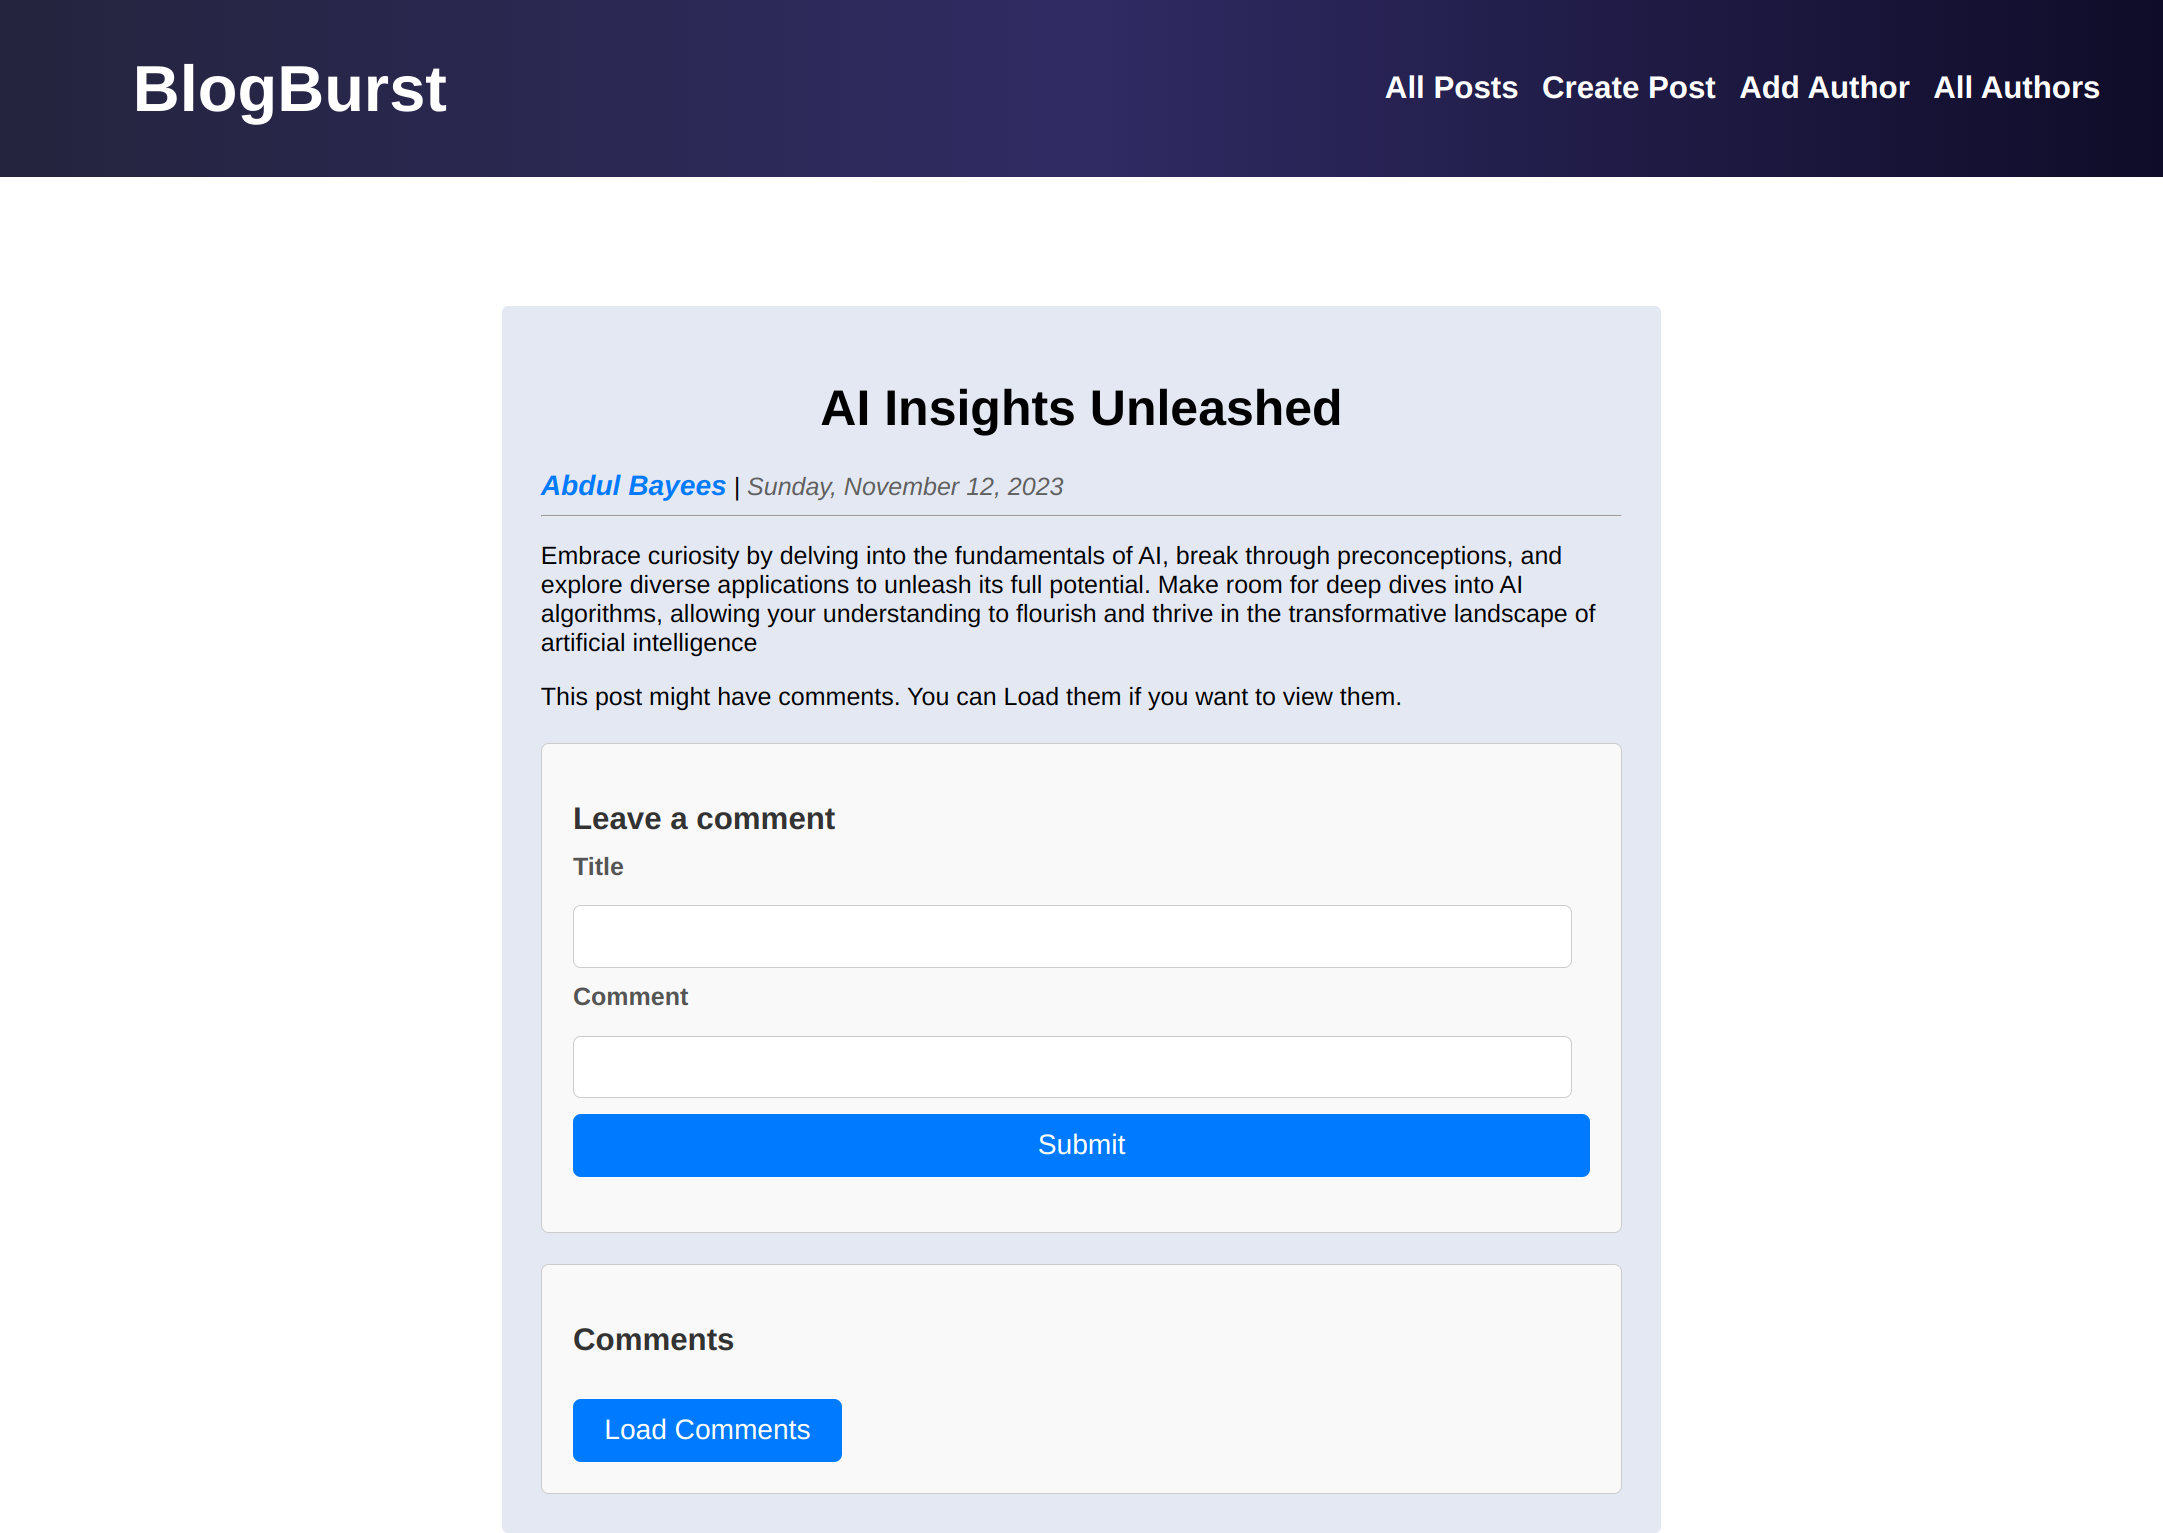 BlogBurst
All Posts Create Post Add Author All Authors
AI Insights Unleashed
Abdul Bayees | Sunday, November 12, 2023
Embrace curiosity by delving into the fundamentals of AI, break through preconceptions, and
explore diverse applications to unleash its full potential. Make room for deep dives into AI
algorithms, allowing your understanding to flourish and thrive in the transformative landscape of
artificial intelligence
This post might have comments. You can Load them if you want to view them.
Leave a comment
Title
Comment
Submit
Comments
Load Comments